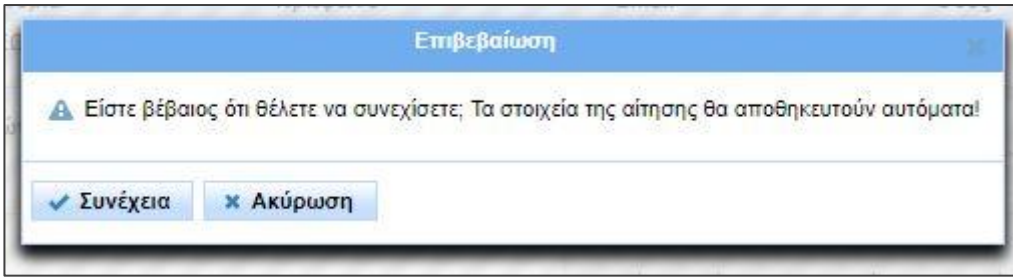 Επιβεβαίωση
Είστε βέβαιος ότι θέλετε να συνεχίσετε; Τα στοιχεία της αίτησης θα αποθηκευτούν αυτόματα!
Συνέχεια Ακύρωση